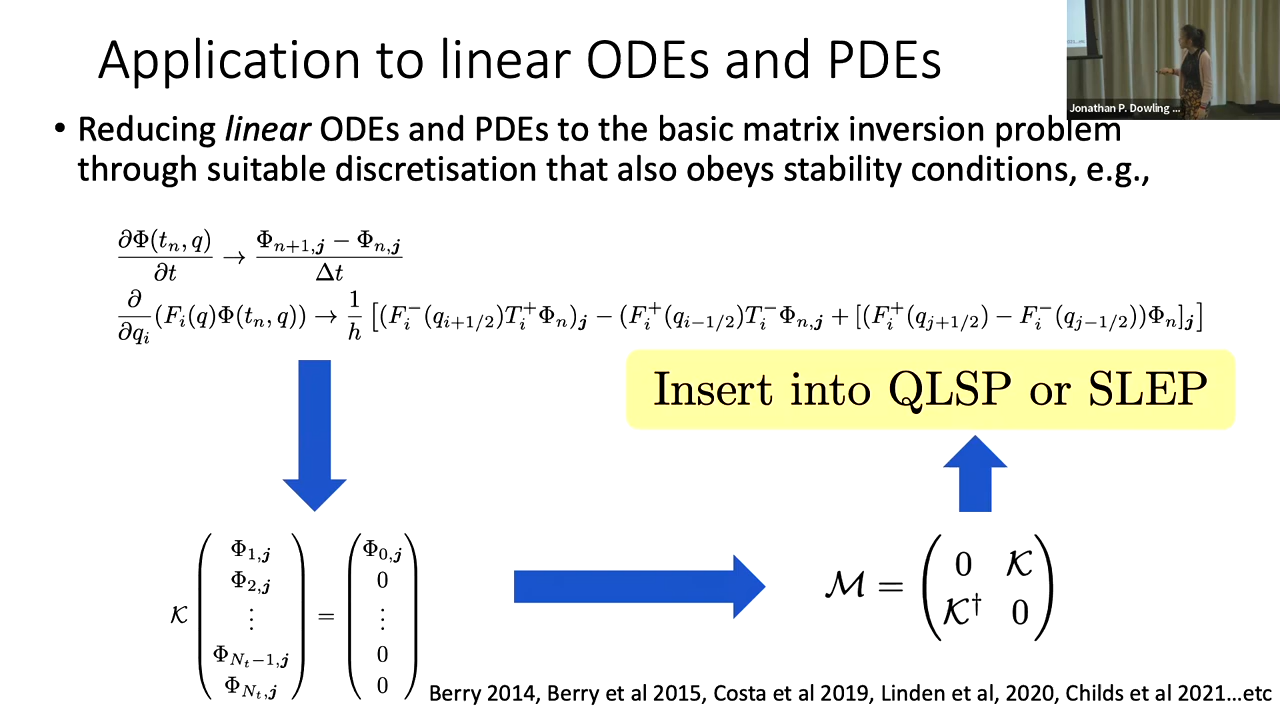 Application to linear ODEs and PDEs
Jonathan P. Dowling ...
• Reducing linear ODEs and PDEs to the basic matrix inversion problem
through suitable discretisation that also obeys stability conditions, e.g.,
∂Φ(t_n, q)/∂t → (Φ_{n+1,j} − Φ_{n,j})/Δt
∂/∂q_i (F_i(q)Φ(t_n, q)) → 1/h [(F_i^−(q_{i+1/2})T_i^+Φ_n)_j − (F_i^+(q_{i−1/2})T_i^−Φ_{n,j} + [(F_i^+(q_{j+1/2}) − F_i^−(q_{j−1/2}))Φ_n]_j]
Insert into QLSP or SLEP
𝒦 (Φ_{1,j} Φ_{2,j} ⋮ Φ_{N_t−1,j} Φ_{N_t,j}) = (Φ_{0,j} 0 ⋮ 0 0)
ℳ = (0 𝒦 𝒦† 0)
Berry 2014, Berry et al 2015, Costa et al 2019, Linden et al, 2020, Childs et al 2021...etc